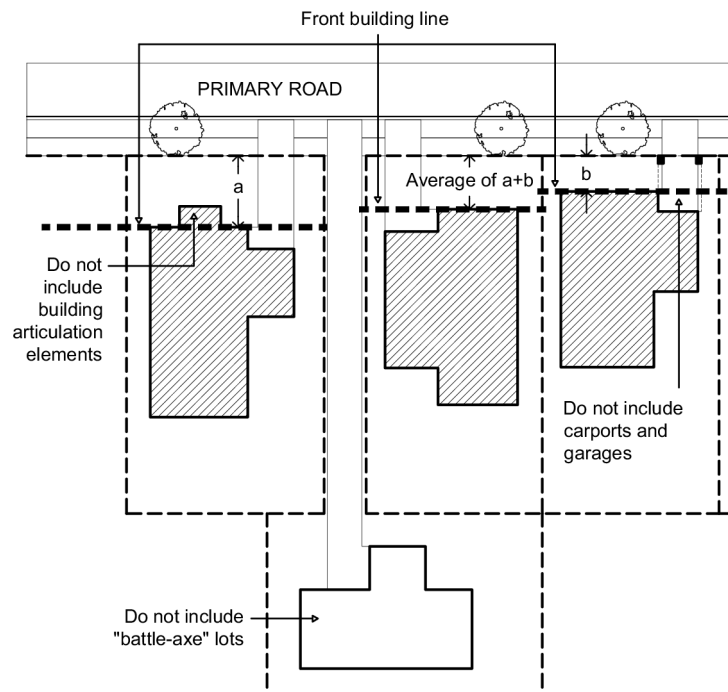 Front building line
PRIMARY ROAD
a
Average of a+b
b
Do not
include
building
articulation
elements
Do not include
carports and
garages
Do not include
"battle-axe" lots